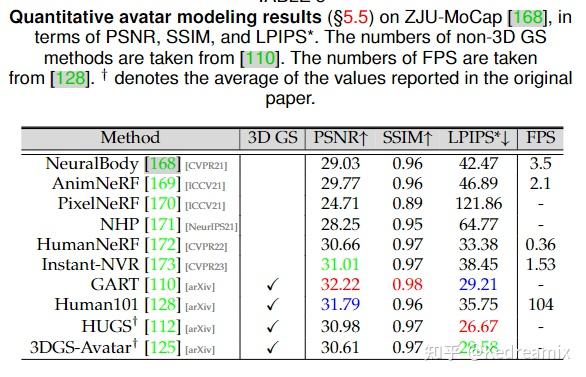 Quantitative avatar modeling results (§5.5) on ZJU-MoCap [168], in
terms of PSNR, SSIM, and LPIPS*. The numbers of non-3D GS
methods are taken from [110]. The numbers of FPS are taken
from [128]. † denotes the average of the values reported in the original
paper.
Method 3D GS PSNR↑ SSIM↑ LPIPS*↓ FPS
NeuralBody [168] [CVPR21] 29.03 0.96 42.47 3.5
AnimNeRF [169] [ICCV21] 29.77 0.96 46.89 2.1
PixelNeRF [170] [ICCV21] 24.71 0.89 121.86 -
NHP [171] [NeurIPS21] 28.25 0.95 64.77 -
HumanNeRF [172] [CVPR22] 30.66 0.97 33.38 0.36
Instant-NVR [173] [CVPR23] 31.01 0.97 38.45 1.53
GART [110] [arXiv] ✓ 32.22 0.98 29.21 -
Human101 [128] [arXiv] ✓ 31.79 0.96 35.75 104
HUGS† [112] [arXiv] ✓ 30.98 0.97 26.67 -
3DGS-Avatar† [125] [arXiv] ✓ 30.61 0.97 29.58 -
知乎 @Kedreamix